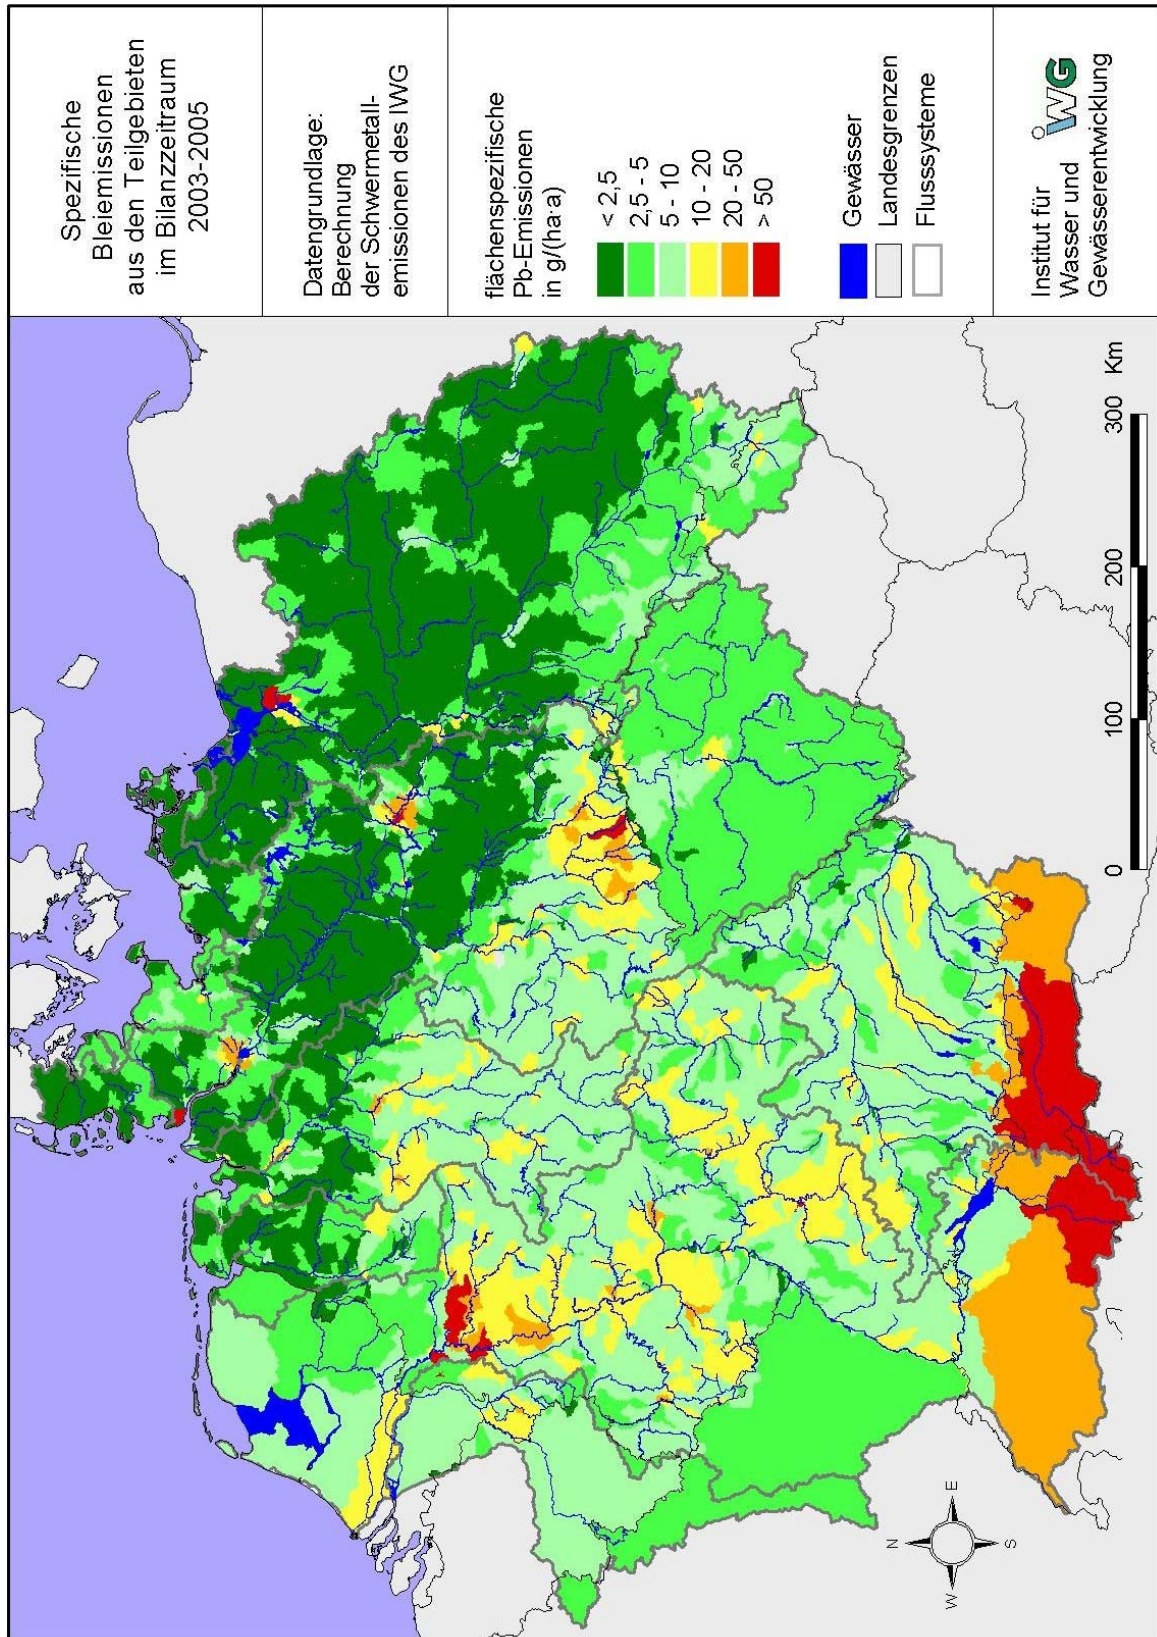 Spezifische
Bleiemissionen
aus den Teilgebieten
im Bilanzzeitraum
2003-2005
Datengrundlage:
Berechnung
der Schwermetall-
emissionen des IWG
flächenspezifische
Pb-Emissionen
in g/(ha·a)
< 2,5
2,5 - 5
5 - 10
10 - 20
20 - 50
> 50
Gewässer
Landesgrenzen
Flusssysteme
Institut für
Wasser und
Gewässerentwicklung
iWG
N
W
E
S
0 100 200 300 Km